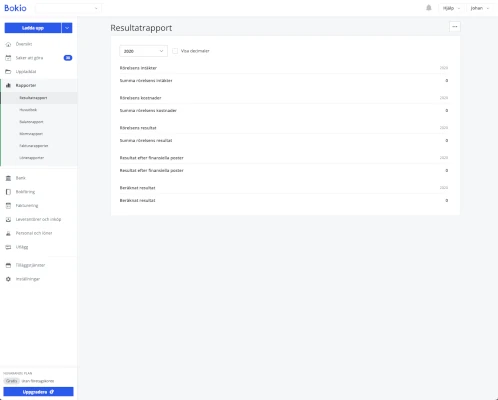 Bokio
Hjälp
Johan
Ladda upp
Översikt
Saker att göra
Uppladdat
Rapporter
Resultatrapport
Huvudbok
Balansrapport
Momsrapport
Fakturarapporter
Lönerapporter
Bank
Bokföring
Fakturering
Leverantörer och inköp
Personal och löner
Utlägg
Tilläggstjänster
Inställningar
Gratis
utan företagskonto
Uppgradera
Resultatrapport
2020
Visa decimaler
Rörelsens intäkter 2020
Summa rörelsens intäkter 0
Rörelsens kostnader 2020
Summa rörelsens kostnader 0
Rörelsens resultat 2020
Summa rörelsens resultat 0
Resultat efter finansiella poster 2020
Resultat efter finansiella poster 0
Beräknat resultat 2020
Beräknat resultat 0